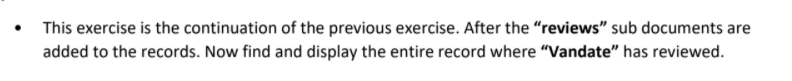 • This exercise is the continuation of the previous exercise. After the “reviews” sub documents are
added to the records. Now find and display the entire record where “Vandate” has reviewed.